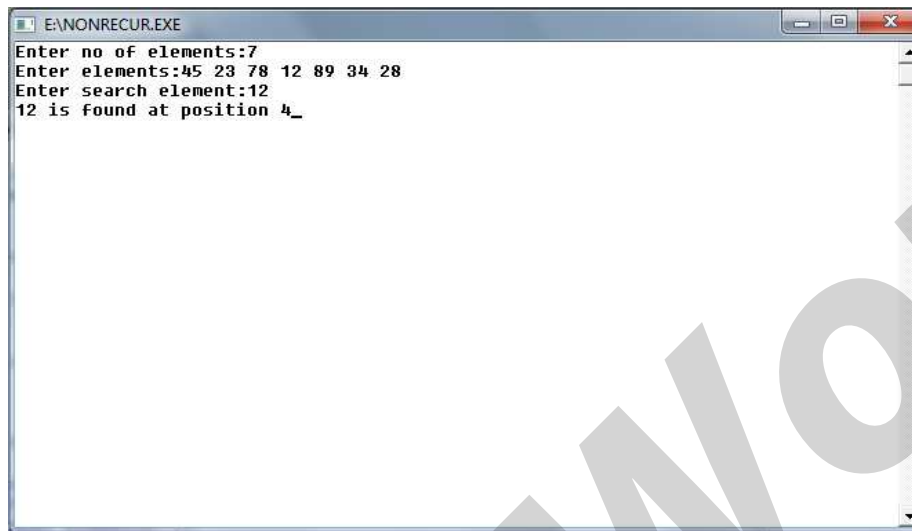 E:\NONRECUR.EXE
Enter no of elements:7
Enter elements:45 23 78 12 89 34 28
Enter search element:12
12 is found at position 4_